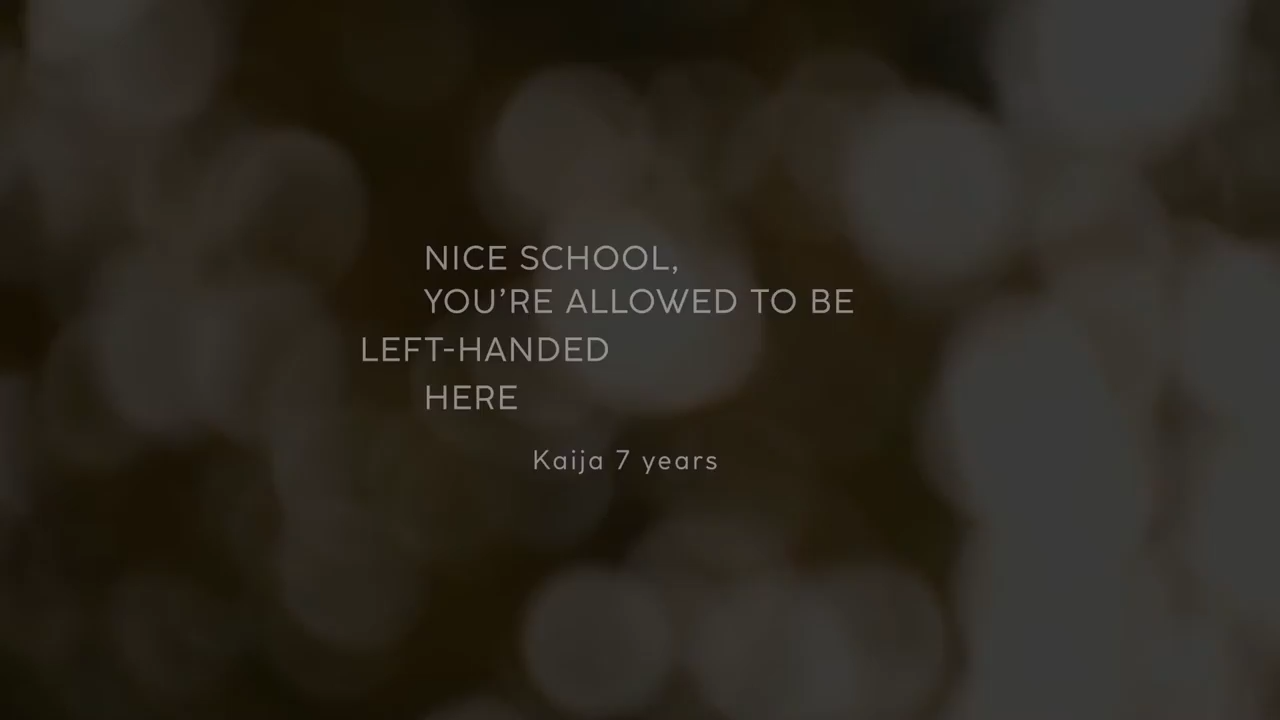 NICE SCHOOL,
YOU’RE ALLOWED TO BE
LEFT-HANDED
HERE
Kaija 7 years